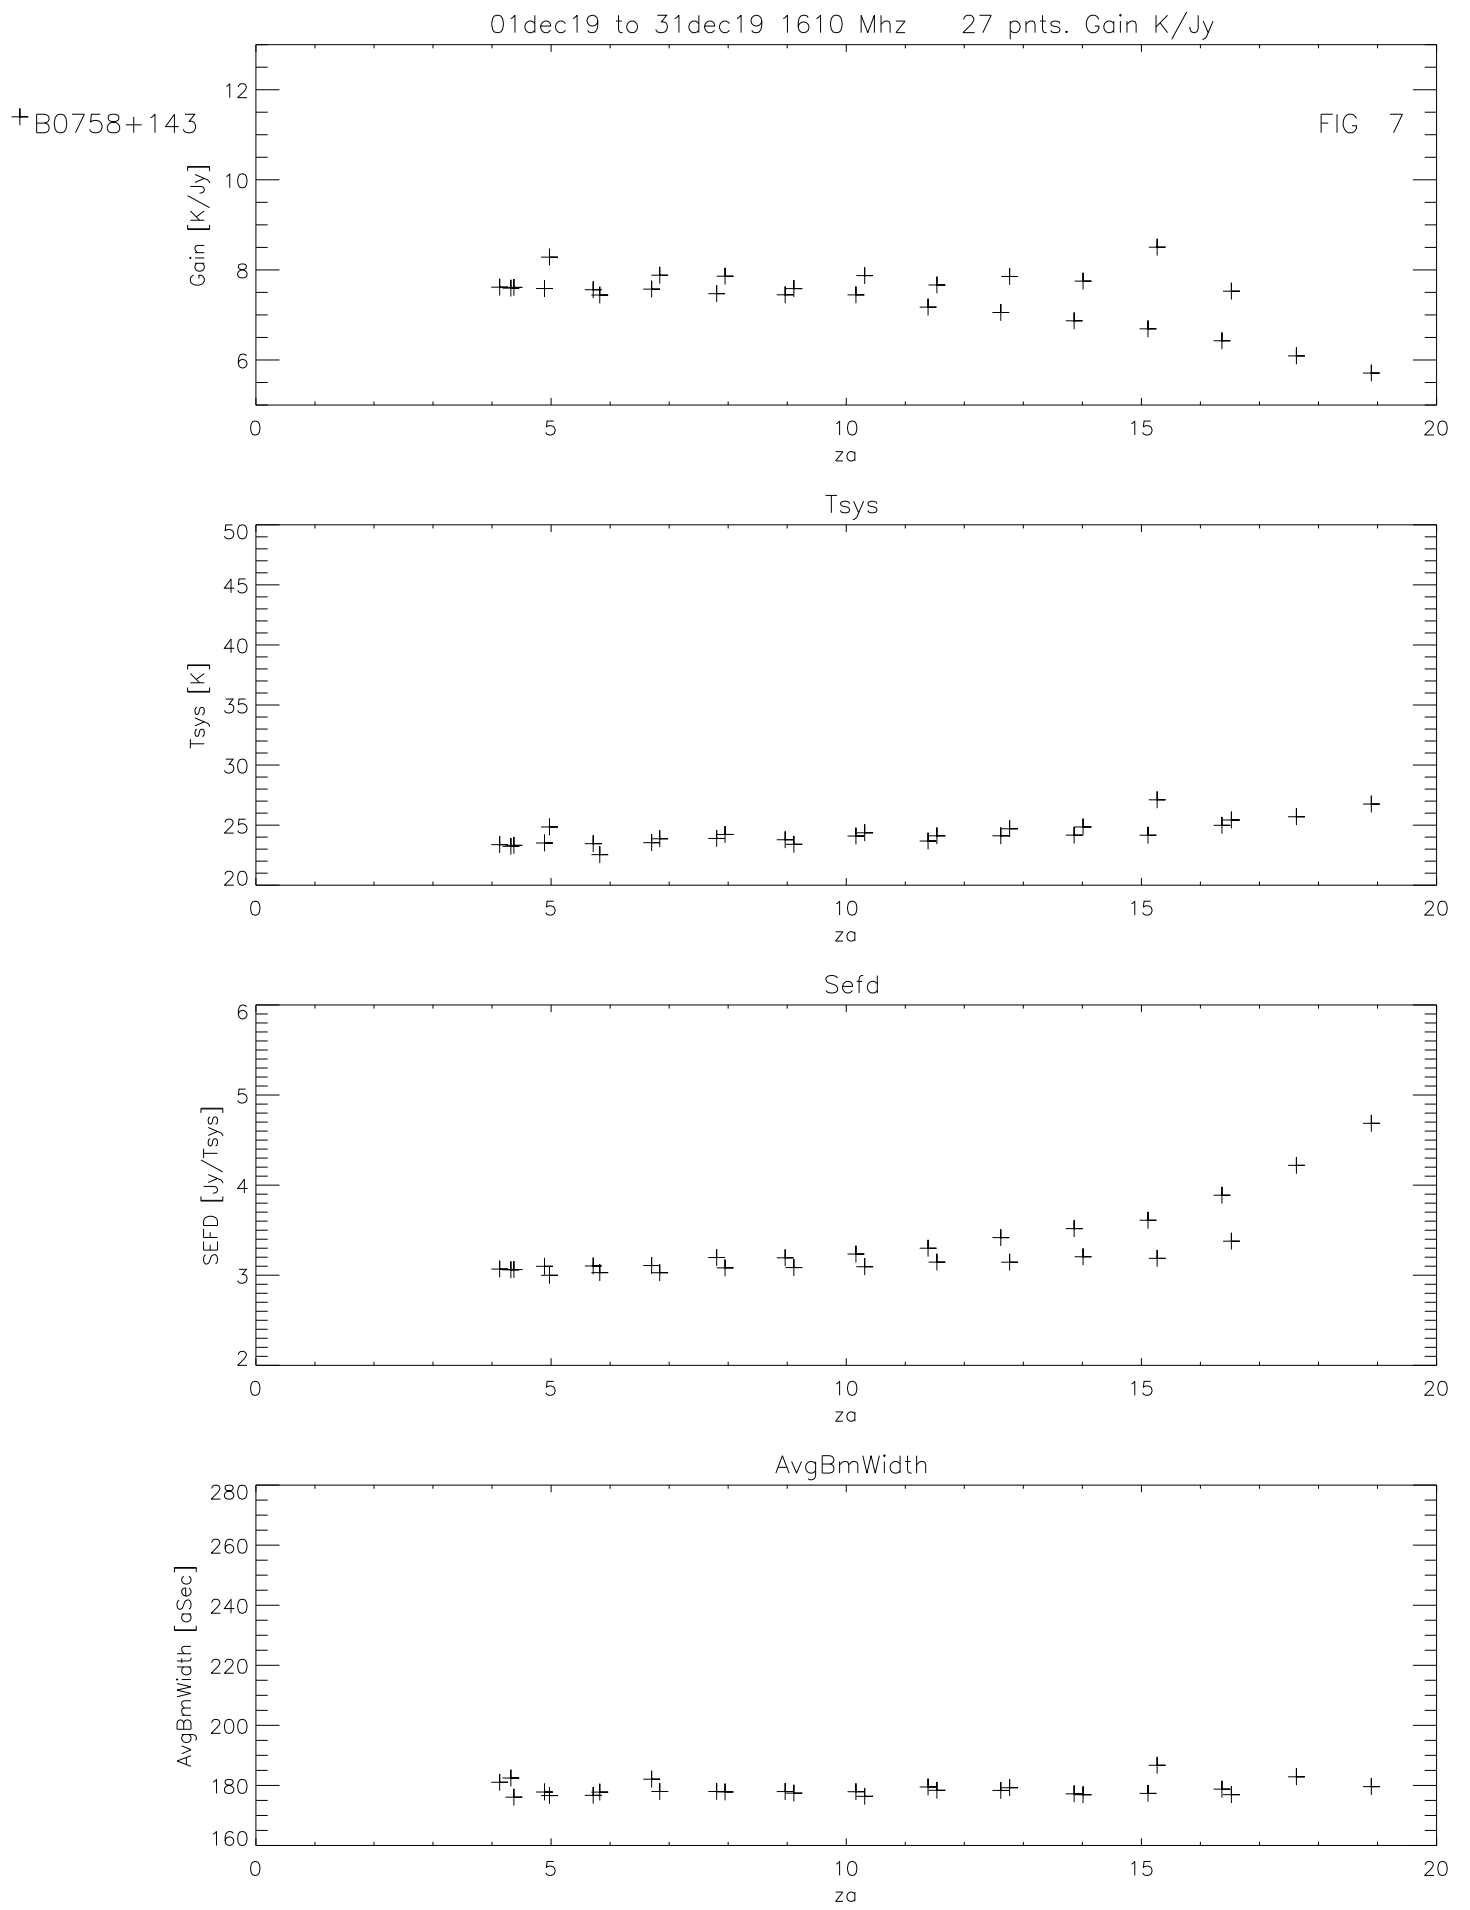 01dec19 to 31dec19 1610 Mhz 27 pnts. Gain K/Jy
+ B0758+143
FIG 7
Gain [K/Jy]
12
10
8
6
0 5 10 15 20
za
Tsys
Tsys [K]
50
45
40
35
30
25
20
0 5 10 15 20
za
Sefd
SEFD [Jy/Tsys]
6
5
4
3
2
0 5 10 15 20
za
AvgBmWidth
AvgBmWidth [aSec]
280
260
240
220
200
180
160
0 5 10 15 20
za